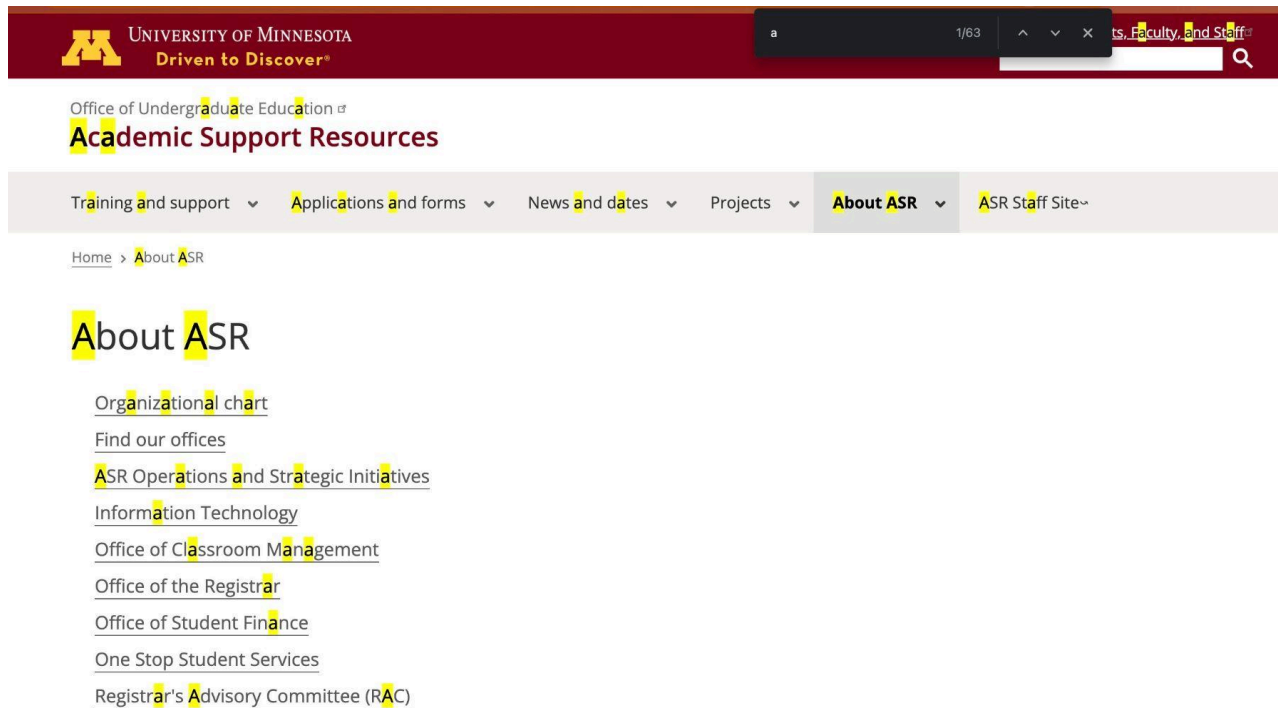 UNIVERSITY OF MINNESOTA
Driven to Discover®
a 1/63
ts, Faculty, and Staff
Office of Undergraduate Education
Academic Support Resources
Training and support Applications and forms News and dates Projects About ASR ASR Staff Site
Home > About ASR
About ASR
Organizational chart
Find our offices
ASR Operations and Strategic Initiatives
Information Technology
Office of Classroom Management
Office of the Registrar
Office of Student Finance
One Stop Student Services
Registrar's Advisory Committee (RAC)